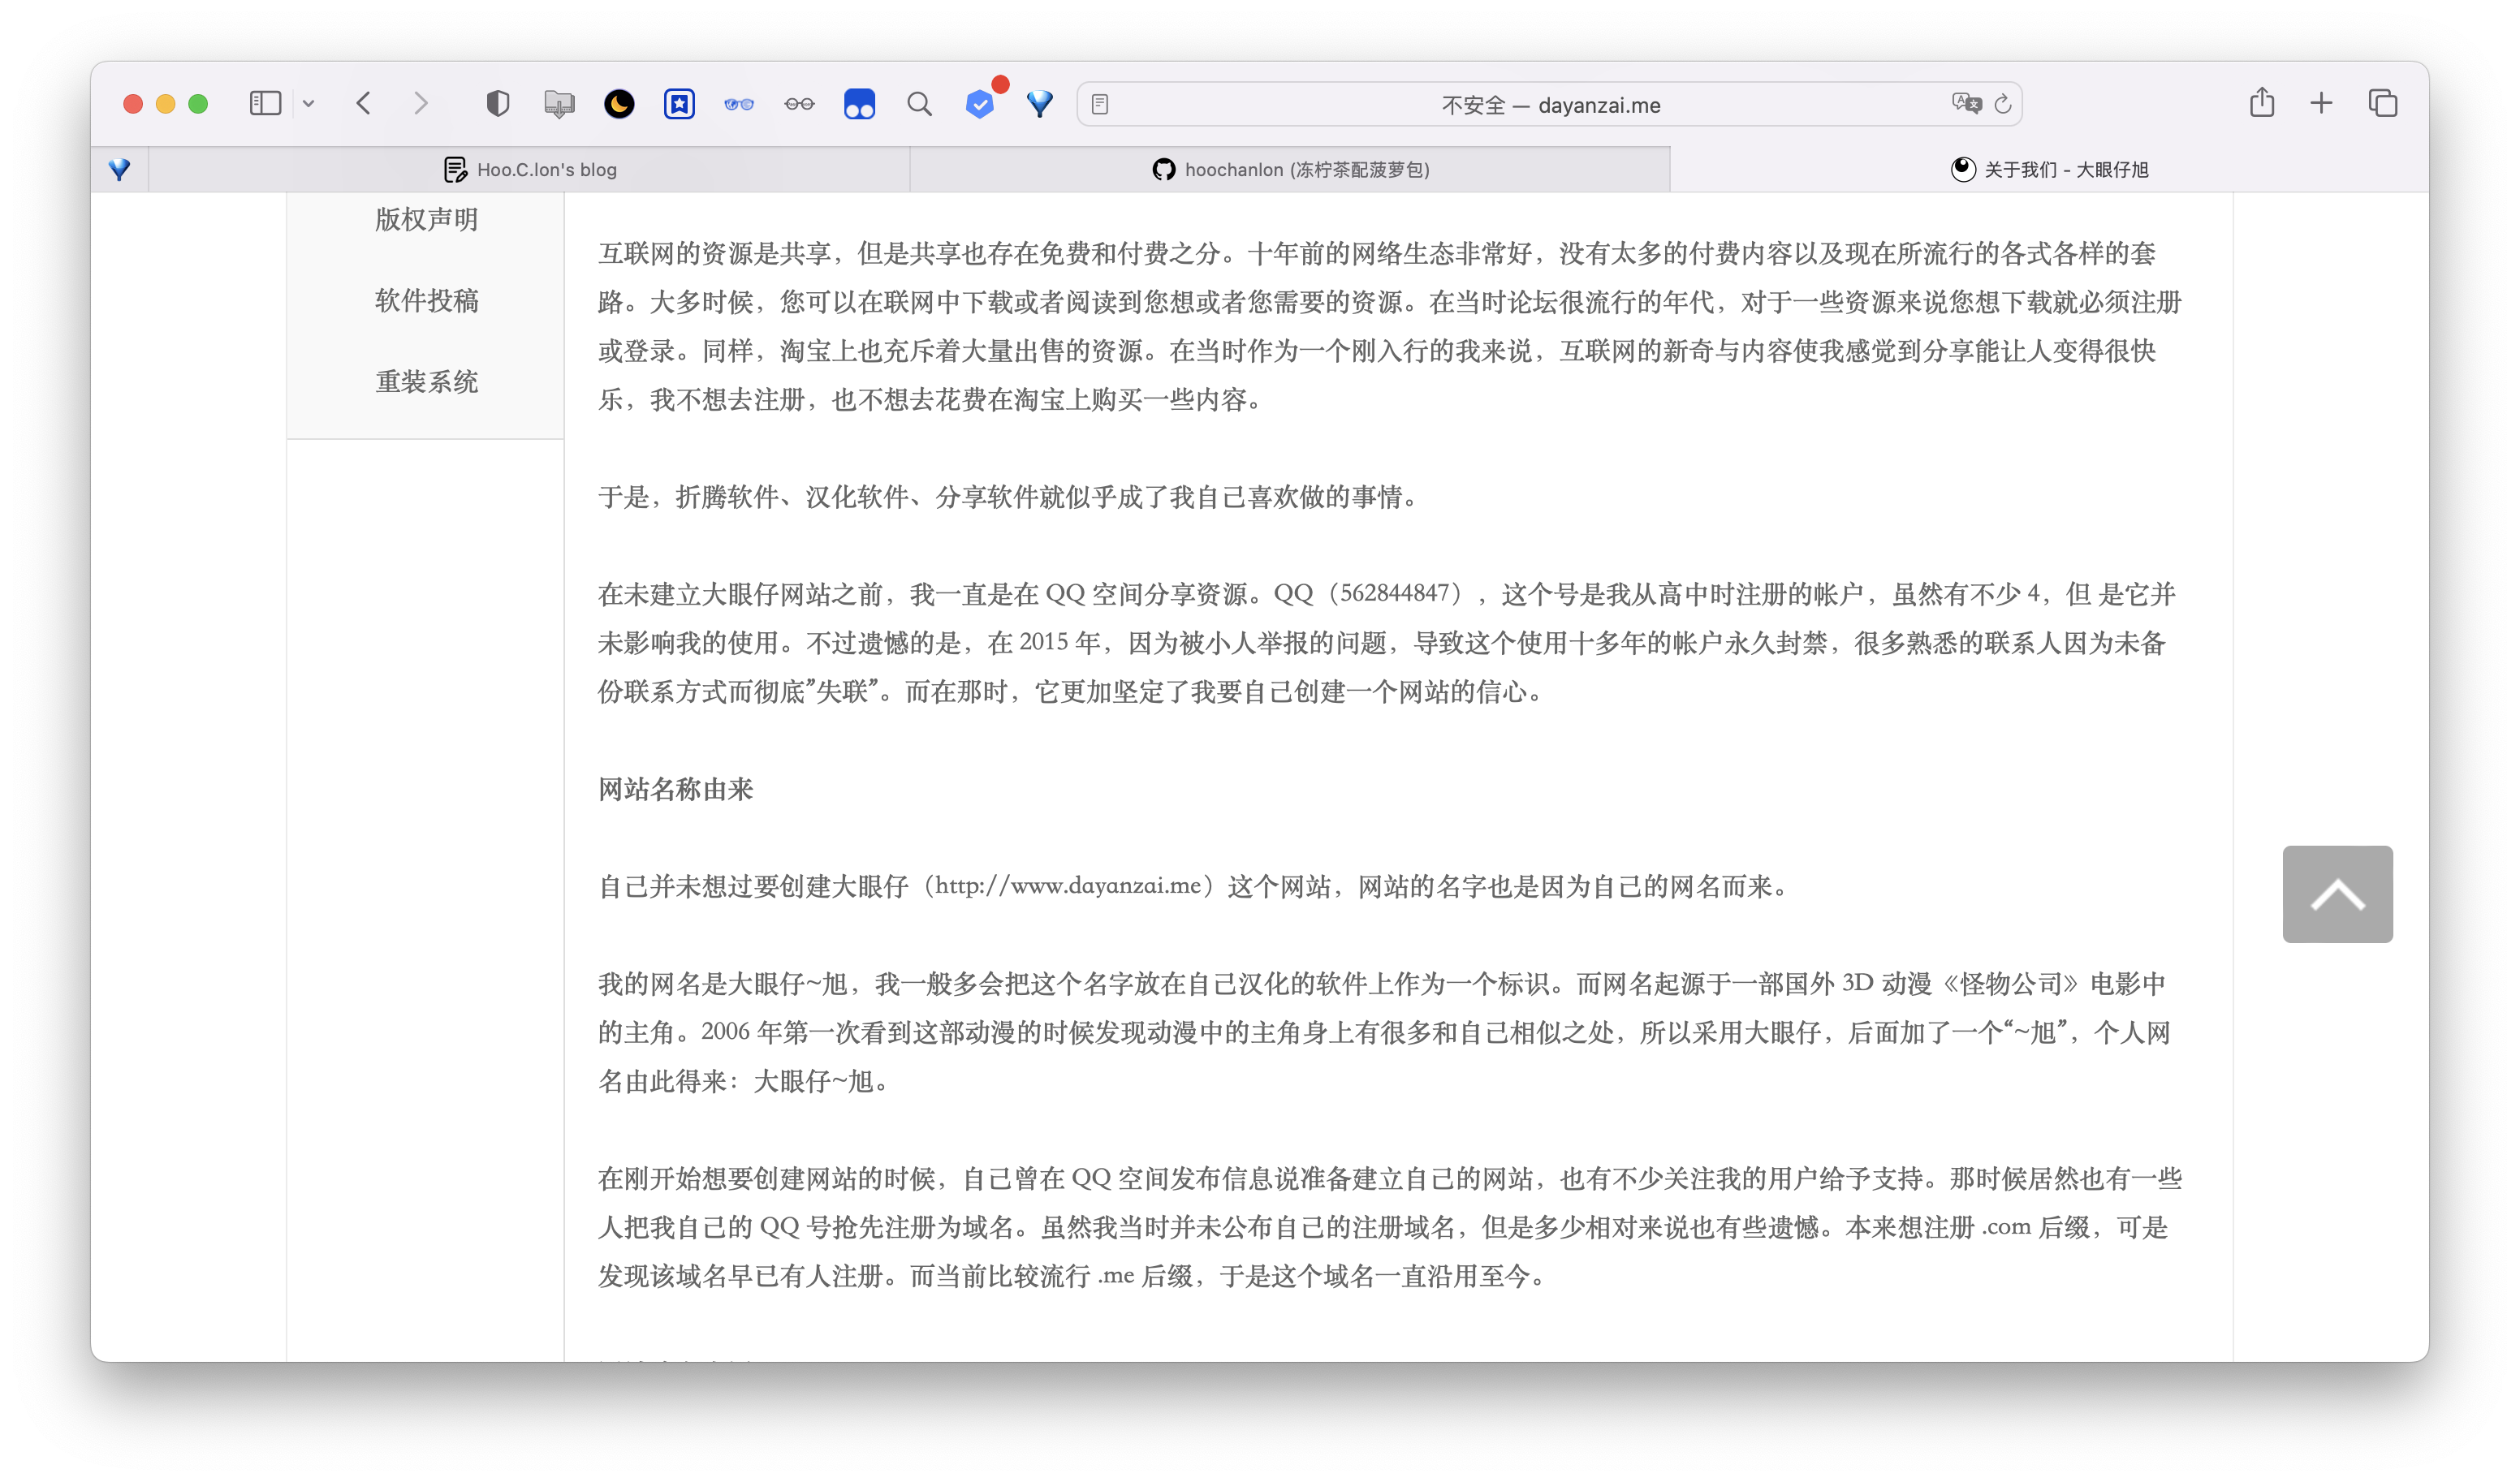 不安全 — dayanzai.me
Hoo.C.lon's blog
hoochanlon (冻柠茶配菠萝包)
关于我们 - 大眼仔旭
版权声明
软件投稿
重装系统
互联网的资源是共享，但是共享也存在免费和付费之分。十年前的网络生态非常好，没有太多的付费内容以及现在所流行的各式各样的套
路。大多时候，您可以在联网中下载或者阅读到您想或者您需要的资源。在当时论坛很流行的年代，对于一些资源来说您想下载就必须注册
或登录。同样，淘宝上也充斥着大量出售的资源。在当时作为一个刚入行的我来说，互联网的新奇与内容使我感觉到分享能让人变得很快
乐，我不想去注册，也不想去花费在淘宝上购买一些内容。
于是，折腾软件、汉化软件、分享软件就似乎成了我自己喜欢做的事情。
在未建立大眼仔网站之前，我一直是在 QQ 空间分享资源。QQ（562844847），这个号是我从高中时注册的帐户，虽然有不少 4，但 是它并
未影响我的使用。不过遗憾的是，在 2015 年，因为被小人举报的问题，导致这个使用十多年的帐户永久封禁，很多熟悉的联系人因为未备
份联系方式而彻底”失联”。而在那时，它更加坚定了我要自己创建一个网站的信心。
网站名称由来
自己并未想过要创建大眼仔（http://www.dayanzai.me）这个网站，网站的名字也是因为自己的网名而来。
我的网名是大眼仔~旭，我一般多会把这个名字放在自己汉化的软件上作为一个标识。而网名起源于一部国外 3D 动漫《怪物公司》电影中
的主角。2006 年第一次看到这部动漫的时候发现动漫中的主角身上有很多和自己相似之处，所以采用大眼仔，后面加了一个“~旭”，个人网
名由此得来：大眼仔~旭。
在刚开始想要创建网站的时候，自己曾在 QQ 空间发布信息说准备建立自己的网站，也有不少关注我的用户给予支持。那时候居然也有一些
人把我自己的 QQ 号抢先注册为域名。虽然我当时并未公布自己的注册域名，但是多少相对来说也有些遗憾。本来想注册 .com 后缀，可是
发现该域名早已有人注册。而当前比较流行 .me 后缀，于是这个域名一直沿用至今。